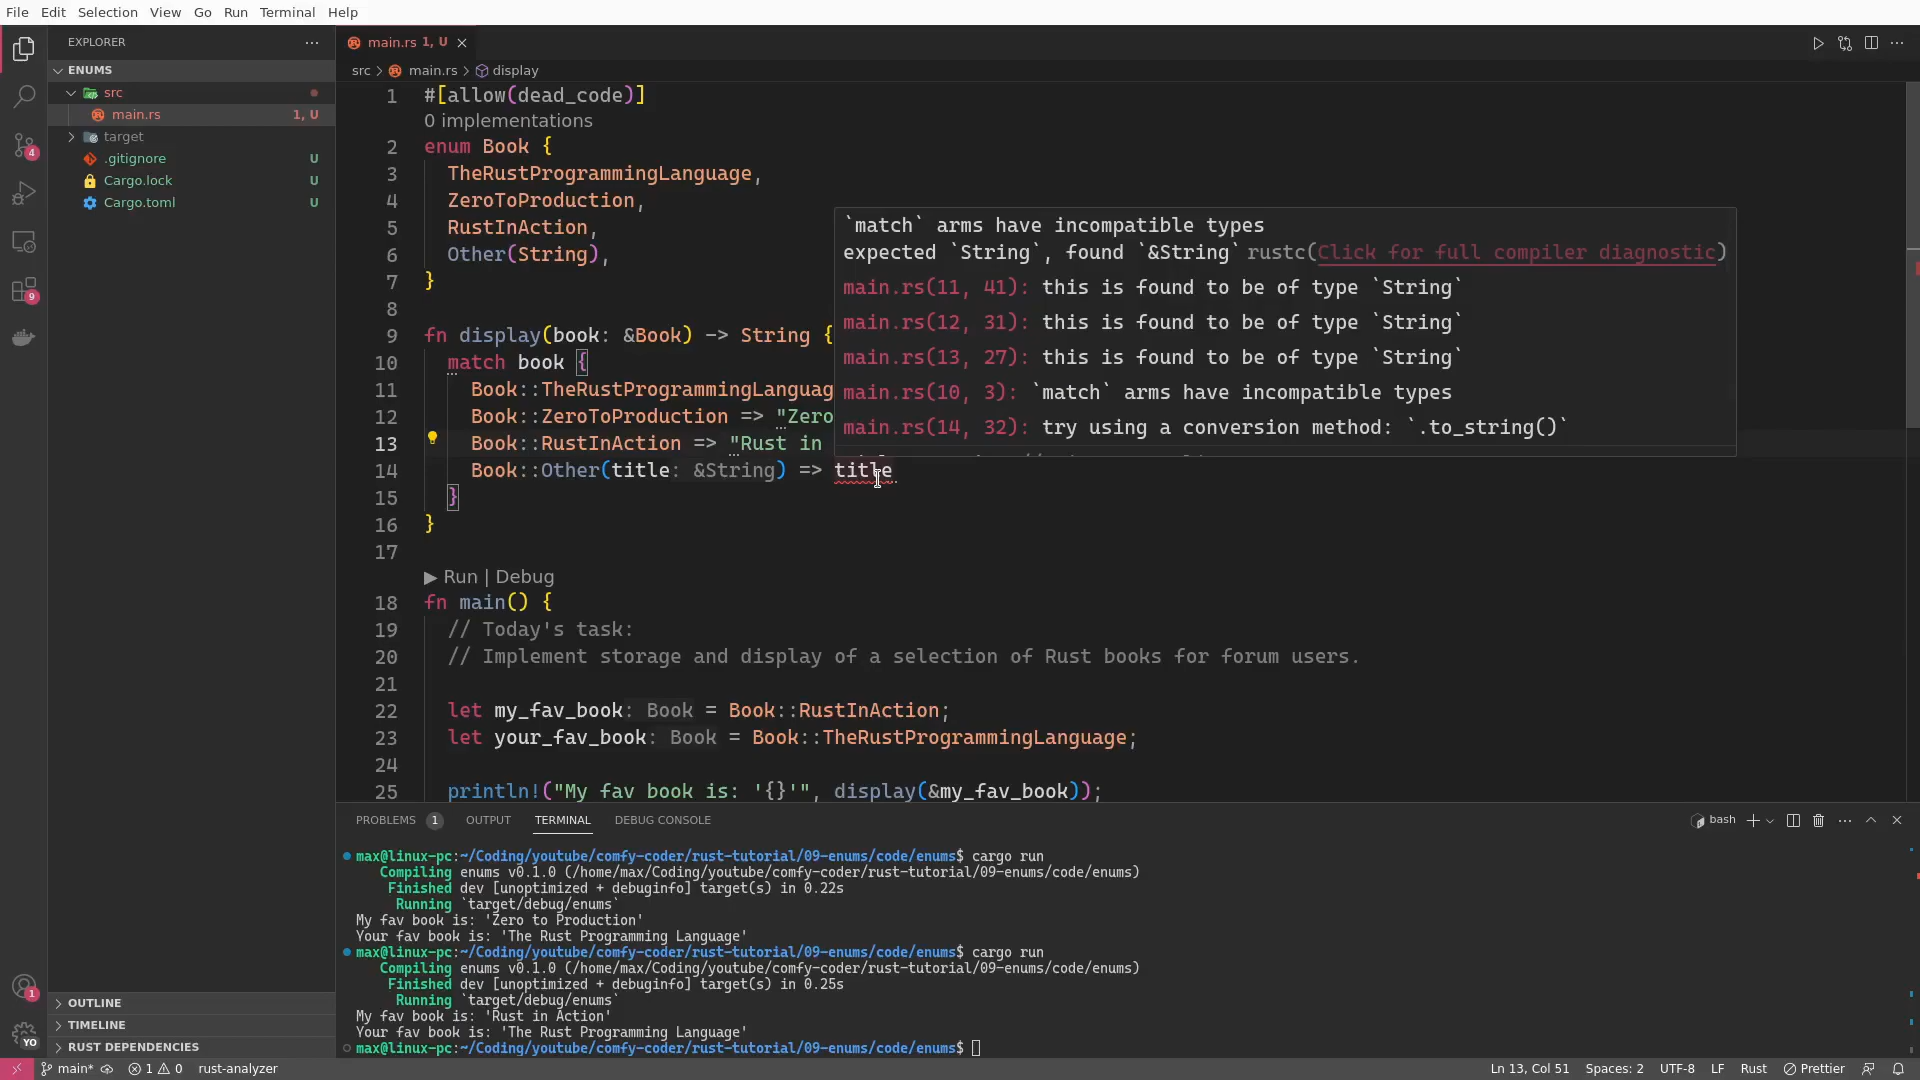 File Edit Selection View Go Run Terminal Help
EXPLORER
ENUMS
src
main.rs 1, U
target
.gitignore U
Cargo.lock U
Cargo.toml U
4
9
1
YO
OUTLINE
TIMELINE
RUST DEPENDENCIES
main.rs 1, U
src > main.rs > display
1 #[allow(dead_code)]
0 implementations
2 enum Book {
3 TheRustProgrammingLanguage,
4 ZeroToProduction,
5 RustInAction,
6 Other(String),
7 }
8
9 fn display(book: &Book) -> String {
10 match book {
11 Book::TheRustProgrammingLanguag
12 Book::ZeroToProduction => "Zero
13 Book::RustInAction => "Rust in
14 Book::Other(title: &String) => title
15 }
16 }
17
▶ Run | Debug
18 fn main() {
19 // Today's task:
20 // Implement storage and display of a selection of Rust books for forum users.
21
22 let my_fav_book: Book = Book::RustInAction;
23 let your_fav_book: Book = Book::TheRustProgrammingLanguage;
24
25 println!("My fav book is: '{}'", display(&my_fav_book));
`match` arms have incompatible types
expected `String`, found `&String` rustc(Click for full compiler diagnostic)
main.rs(11, 41): this is found to be of type `String`
main.rs(12, 31): this is found to be of type `String`
main.rs(13, 27): this is found to be of type `String`
main.rs(10, 3): `match` arms have incompatible types
main.rs(14, 32): try using a conversion method: `.to_string()`
PROBLEMS 1 OUTPUT TERMINAL DEBUG CONSOLE
bash
max@linux-pc:~/Coding/youtube/comfy-coder/rust-tutorial/09-enums/code/enums$ cargo run
Compiling enums v0.1.0 (/home/max/Coding/youtube/comfy-coder/rust-tutorial/09-enums/code/enums)
Finished dev [unoptimized + debuginfo] target(s) in 0.22s
Running `target/debug/enums`
My fav book is: 'Zero to Production'
Your fav book is: 'The Rust Programming Language'
max@linux-pc:~/Coding/youtube/comfy-coder/rust-tutorial/09-enums/code/enums$ cargo run
Compiling enums v0.1.0 (/home/max/Coding/youtube/comfy-coder/rust-tutorial/09-enums/code/enums)
Finished dev [unoptimized + debuginfo] target(s) in 0.25s
Running `target/debug/enums`
My fav book is: 'Rust in Action'
Your fav book is: 'The Rust Programming Language'
max@linux-pc:~/Coding/youtube/comfy-coder/rust-tutorial/09-enums/code/enums$
main* 1 0 rust-analyzer Ln 13, Col 51 Spaces: 2 UTF-8 LF Rust Prettier